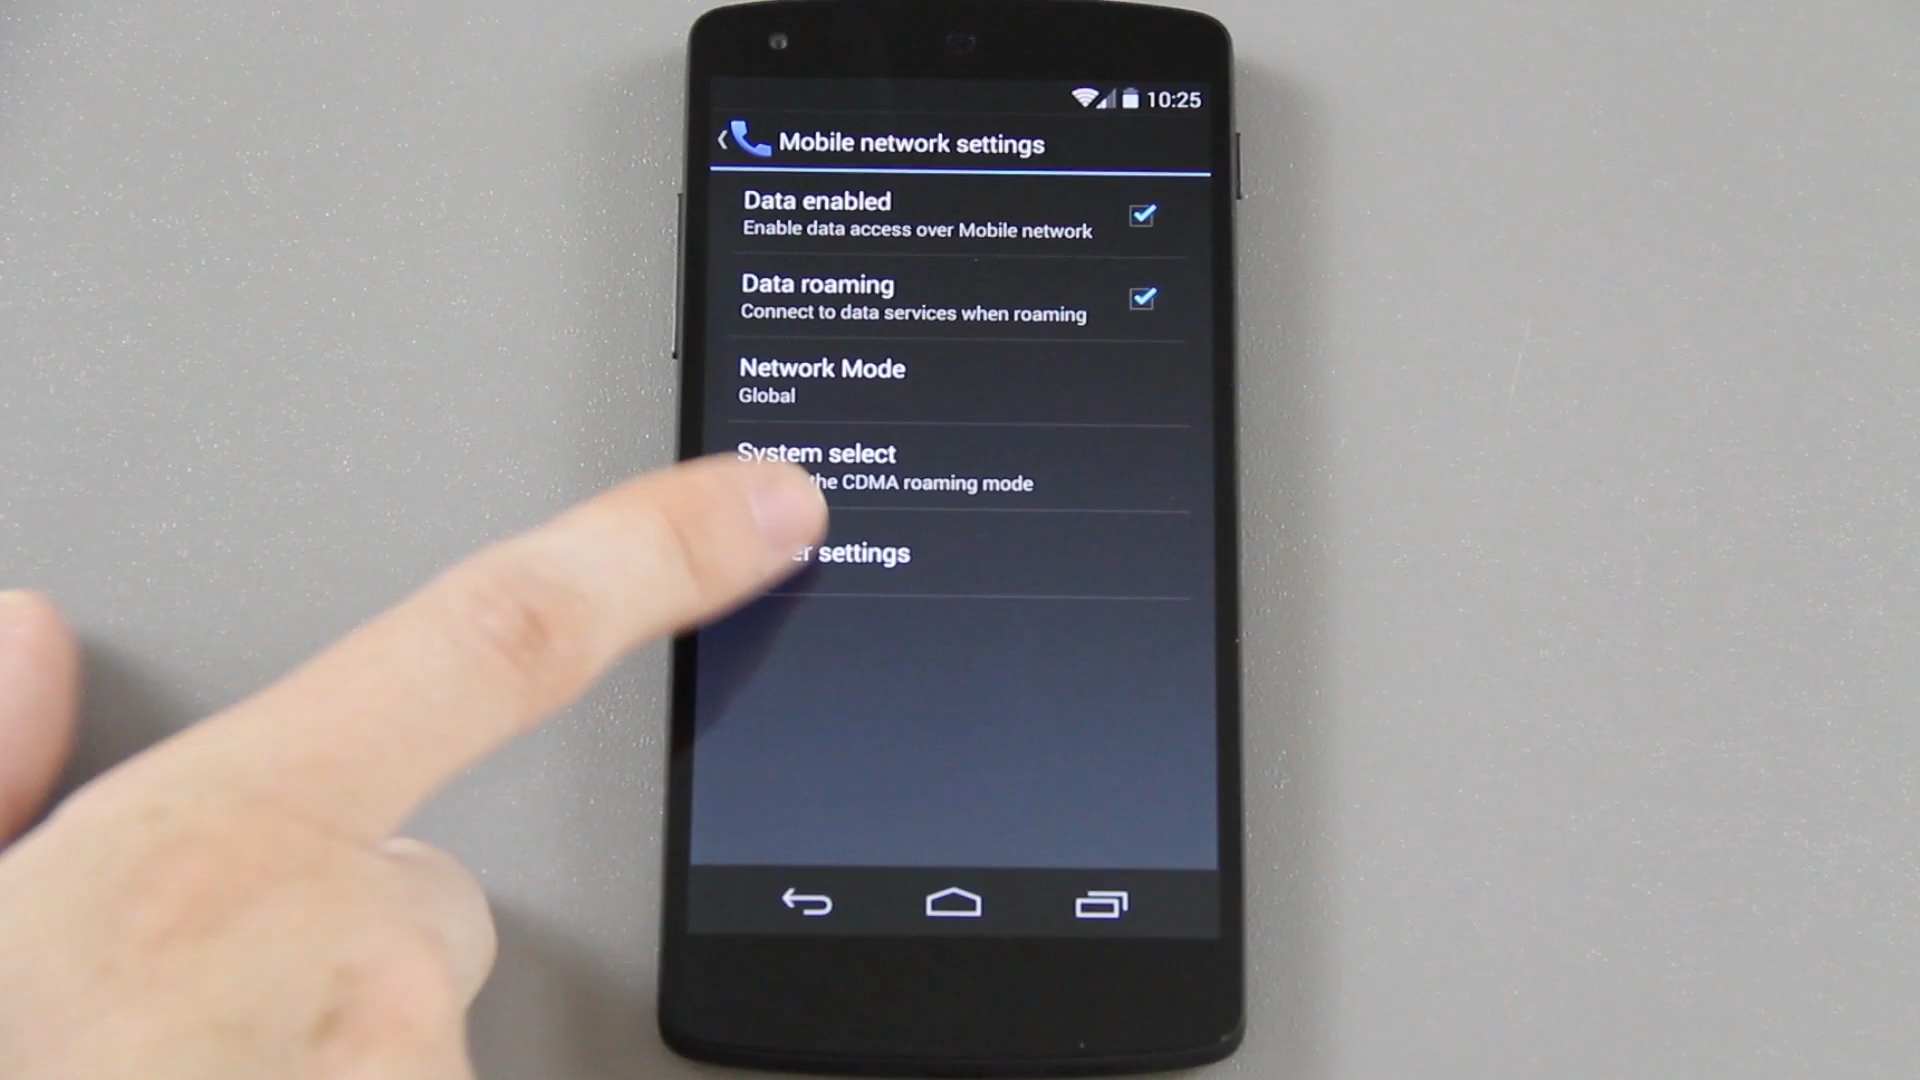 10:25
Mobile network settings
Data enabled
Enable data access over Mobile network
Data roaming
Connect to data services when roaming
Network Mode
Global
System select
the CDMA roaming mode
settings